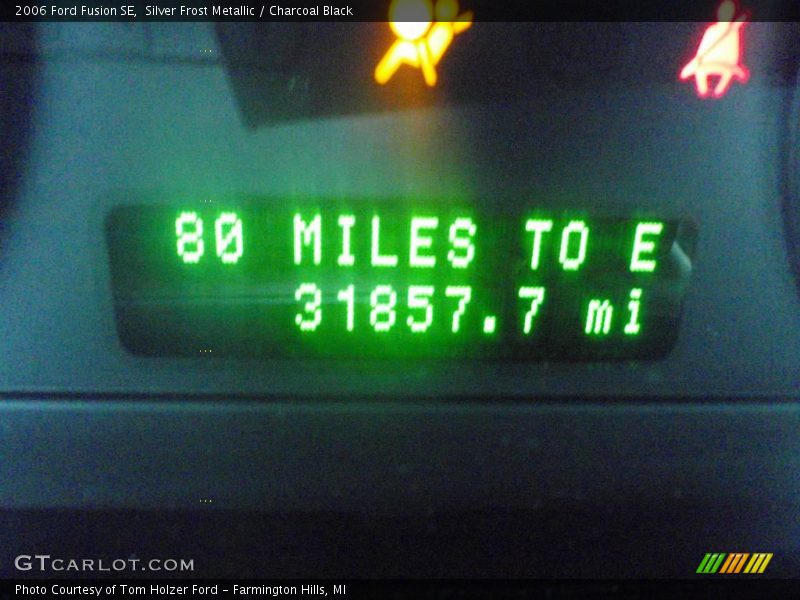 2006 Ford Fusion SE,  Silver Frost Metallic / Charcoal Black
80 MILES TO E
31857.7 mi
GTCARLOT.COM
Photo Courtesy of Tom Holzer Ford - Farmington Hills, MI